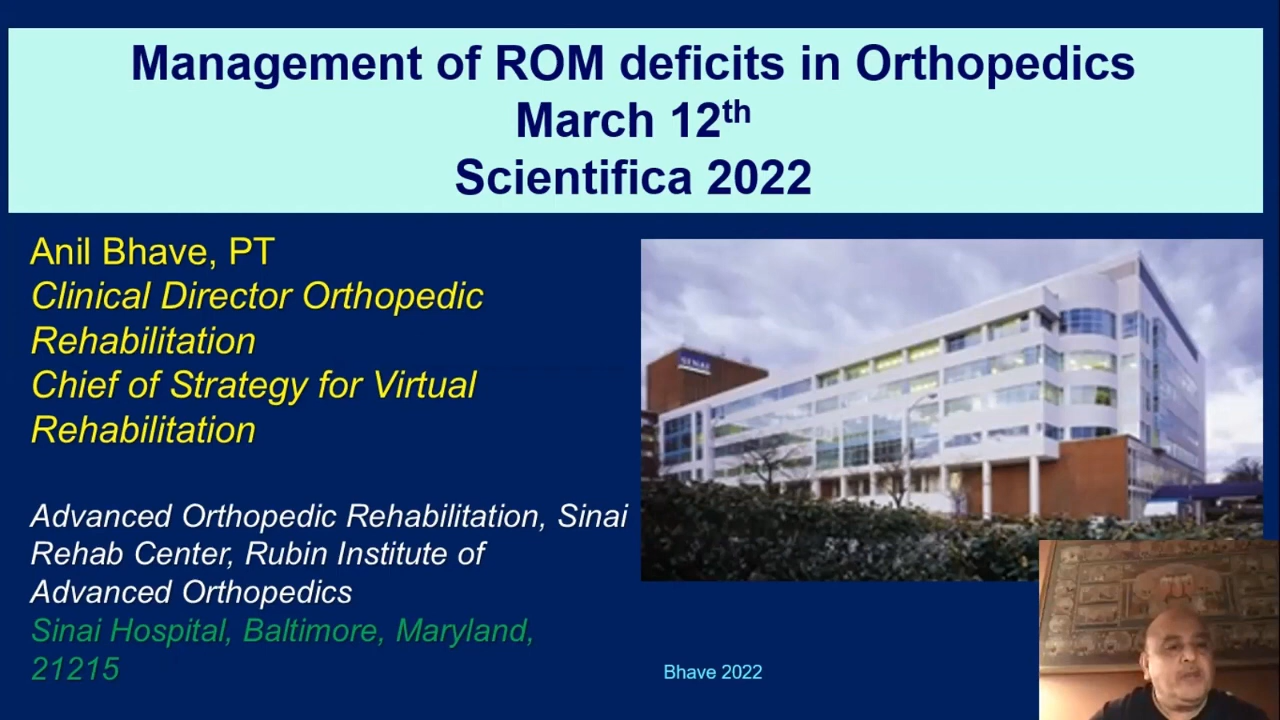 Management of ROM deficits in Orthopedics
March 12th
Scientifica 2022
Anil Bhave, PT
Clinical Director Orthopedic
Rehabilitation
Chief of Strategy for Virtual
Rehabilitation
Advanced Orthopedic Rehabilitation, Sinai
Rehab Center, Rubin Institute of
Advanced Orthopedics
Sinai Hospital, Baltimore, Maryland,
21215
SINAI
Bhave 2022